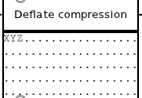 Deflate compression
XYZ